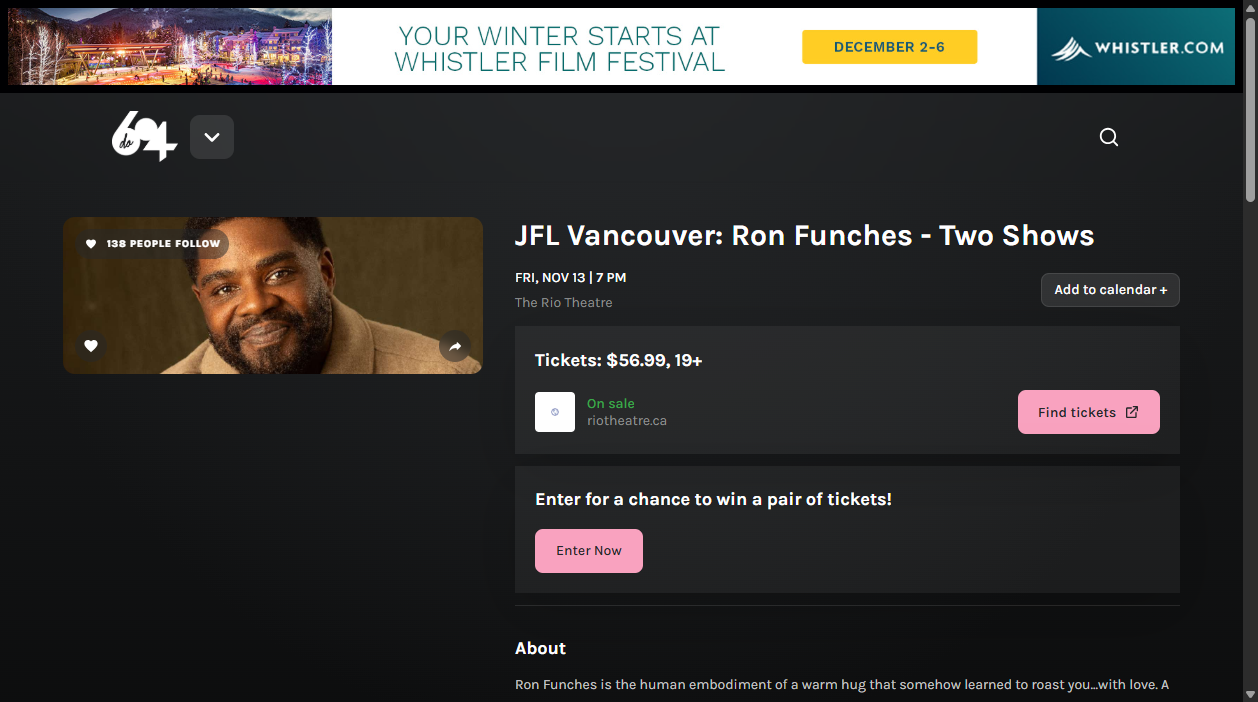 YOUR WINTER STARTS AT
WHISTLER FILM FESTIVAL
DECEMBER 2-6
WHISTLER.COM
do604
138 PEOPLE FOLLOW
JFL Vancouver: Ron Funches - Two Shows
FRI, NOV 13 | 7 PM
The Rio Theatre
Add to calendar +
Tickets: $56.99, 19+
On sale
riotheatre.ca
Find tickets
Enter for a chance to win a pair of tickets!
Enter Now
About
Ron Funches is the human embodiment of a warm hug that somehow learned to roast you...with love. A